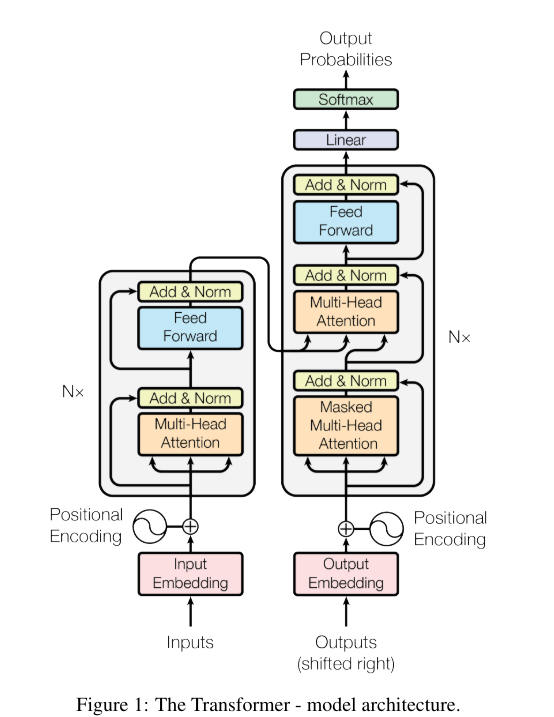 Output
Probabilities
Softmax
Linear
Add & Norm
Feed
Forward
Add & Norm
Multi-Head
Attention
Add & Norm
Masked
Multi-Head
Attention
N×
Positional
Encoding
Output
Embedding
Outputs
(shifted right)
Add & Norm
Feed
Forward
Add & Norm
Multi-Head
Attention
N×
Positional
Encoding
Input
Embedding
Inputs
Figure 1: The Transformer - model architecture.